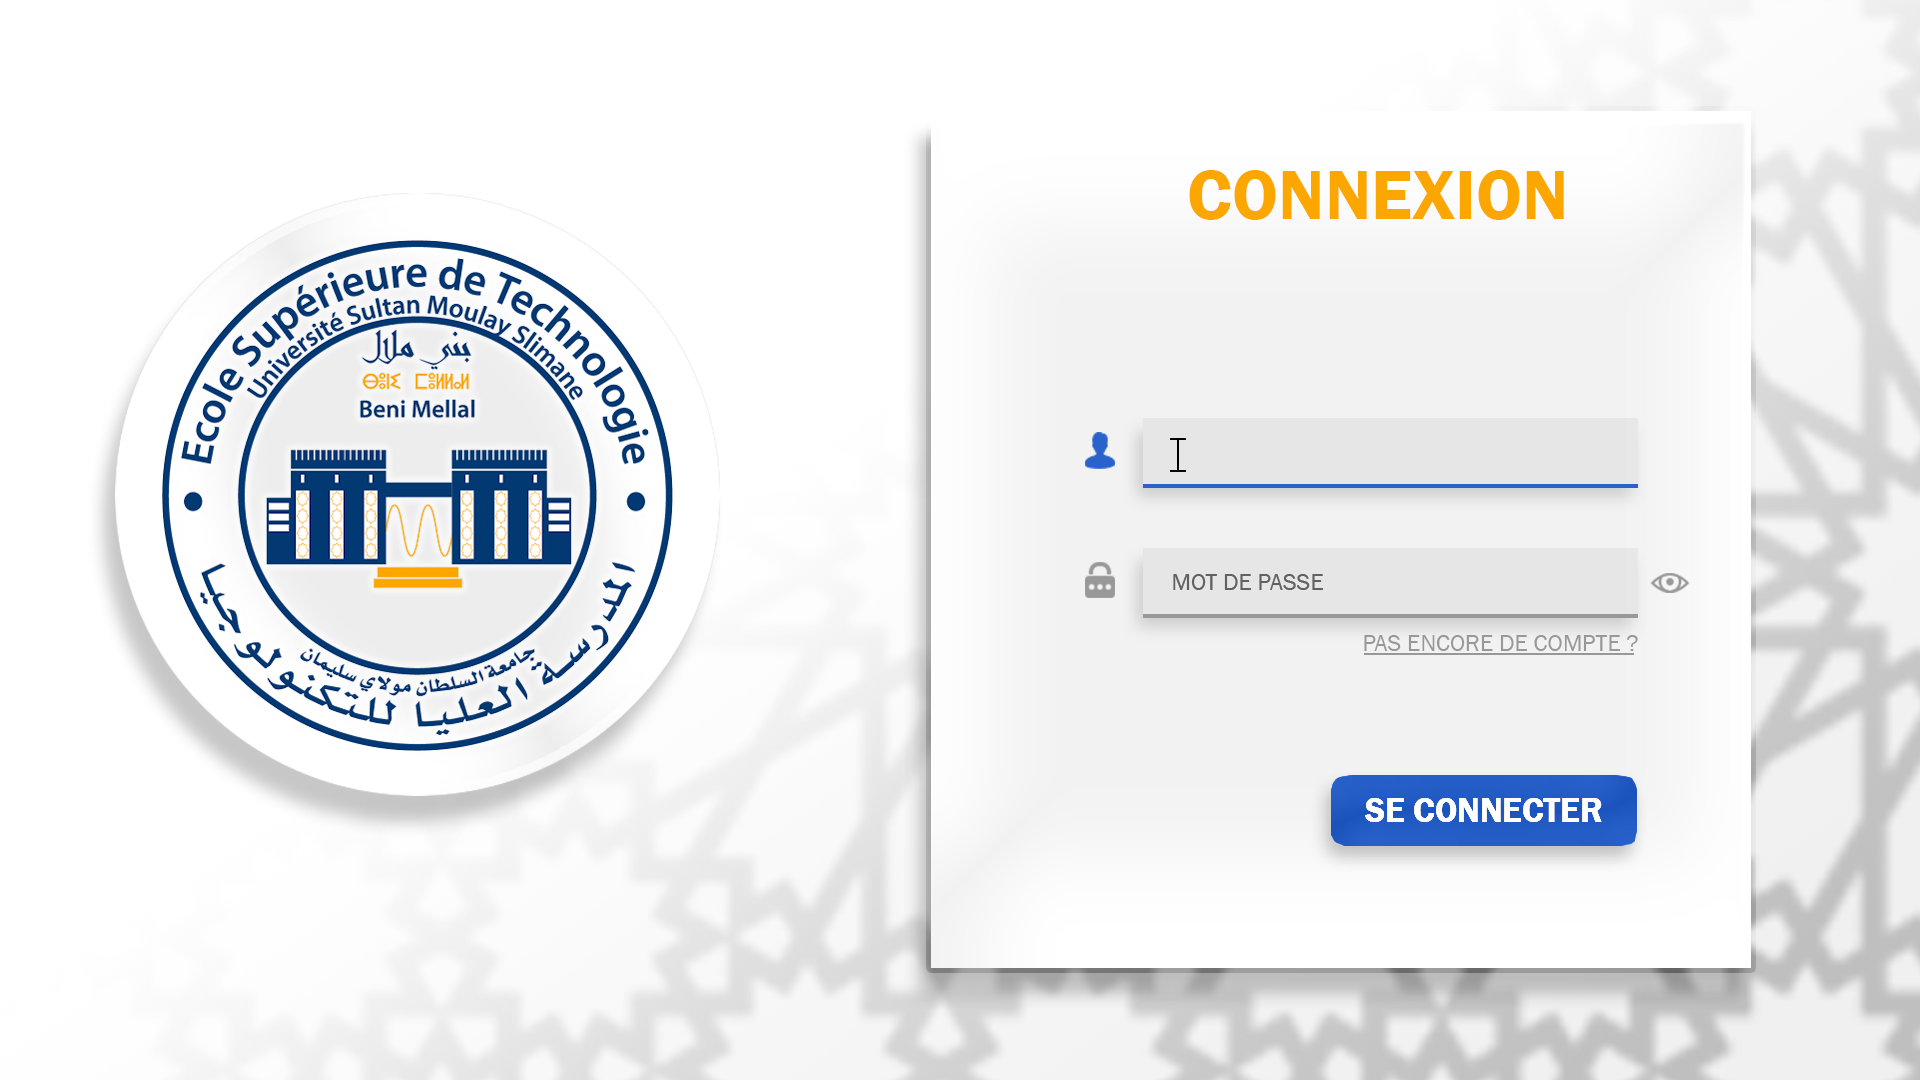 Ecole Supérieure de Technologie
Université Sultan Moulay Slimane
بني ملال
ⴱⵏⵉ ⵎⵍⵍⴰⵍ
Beni Mellal
جامعة السلطان مولاي سليمان
المدرسة العليا للتكنولوجيا
CONNEXION
MOT DE PASSE
PAS ENCORE DE COMPTE ?
SE CONNECTER